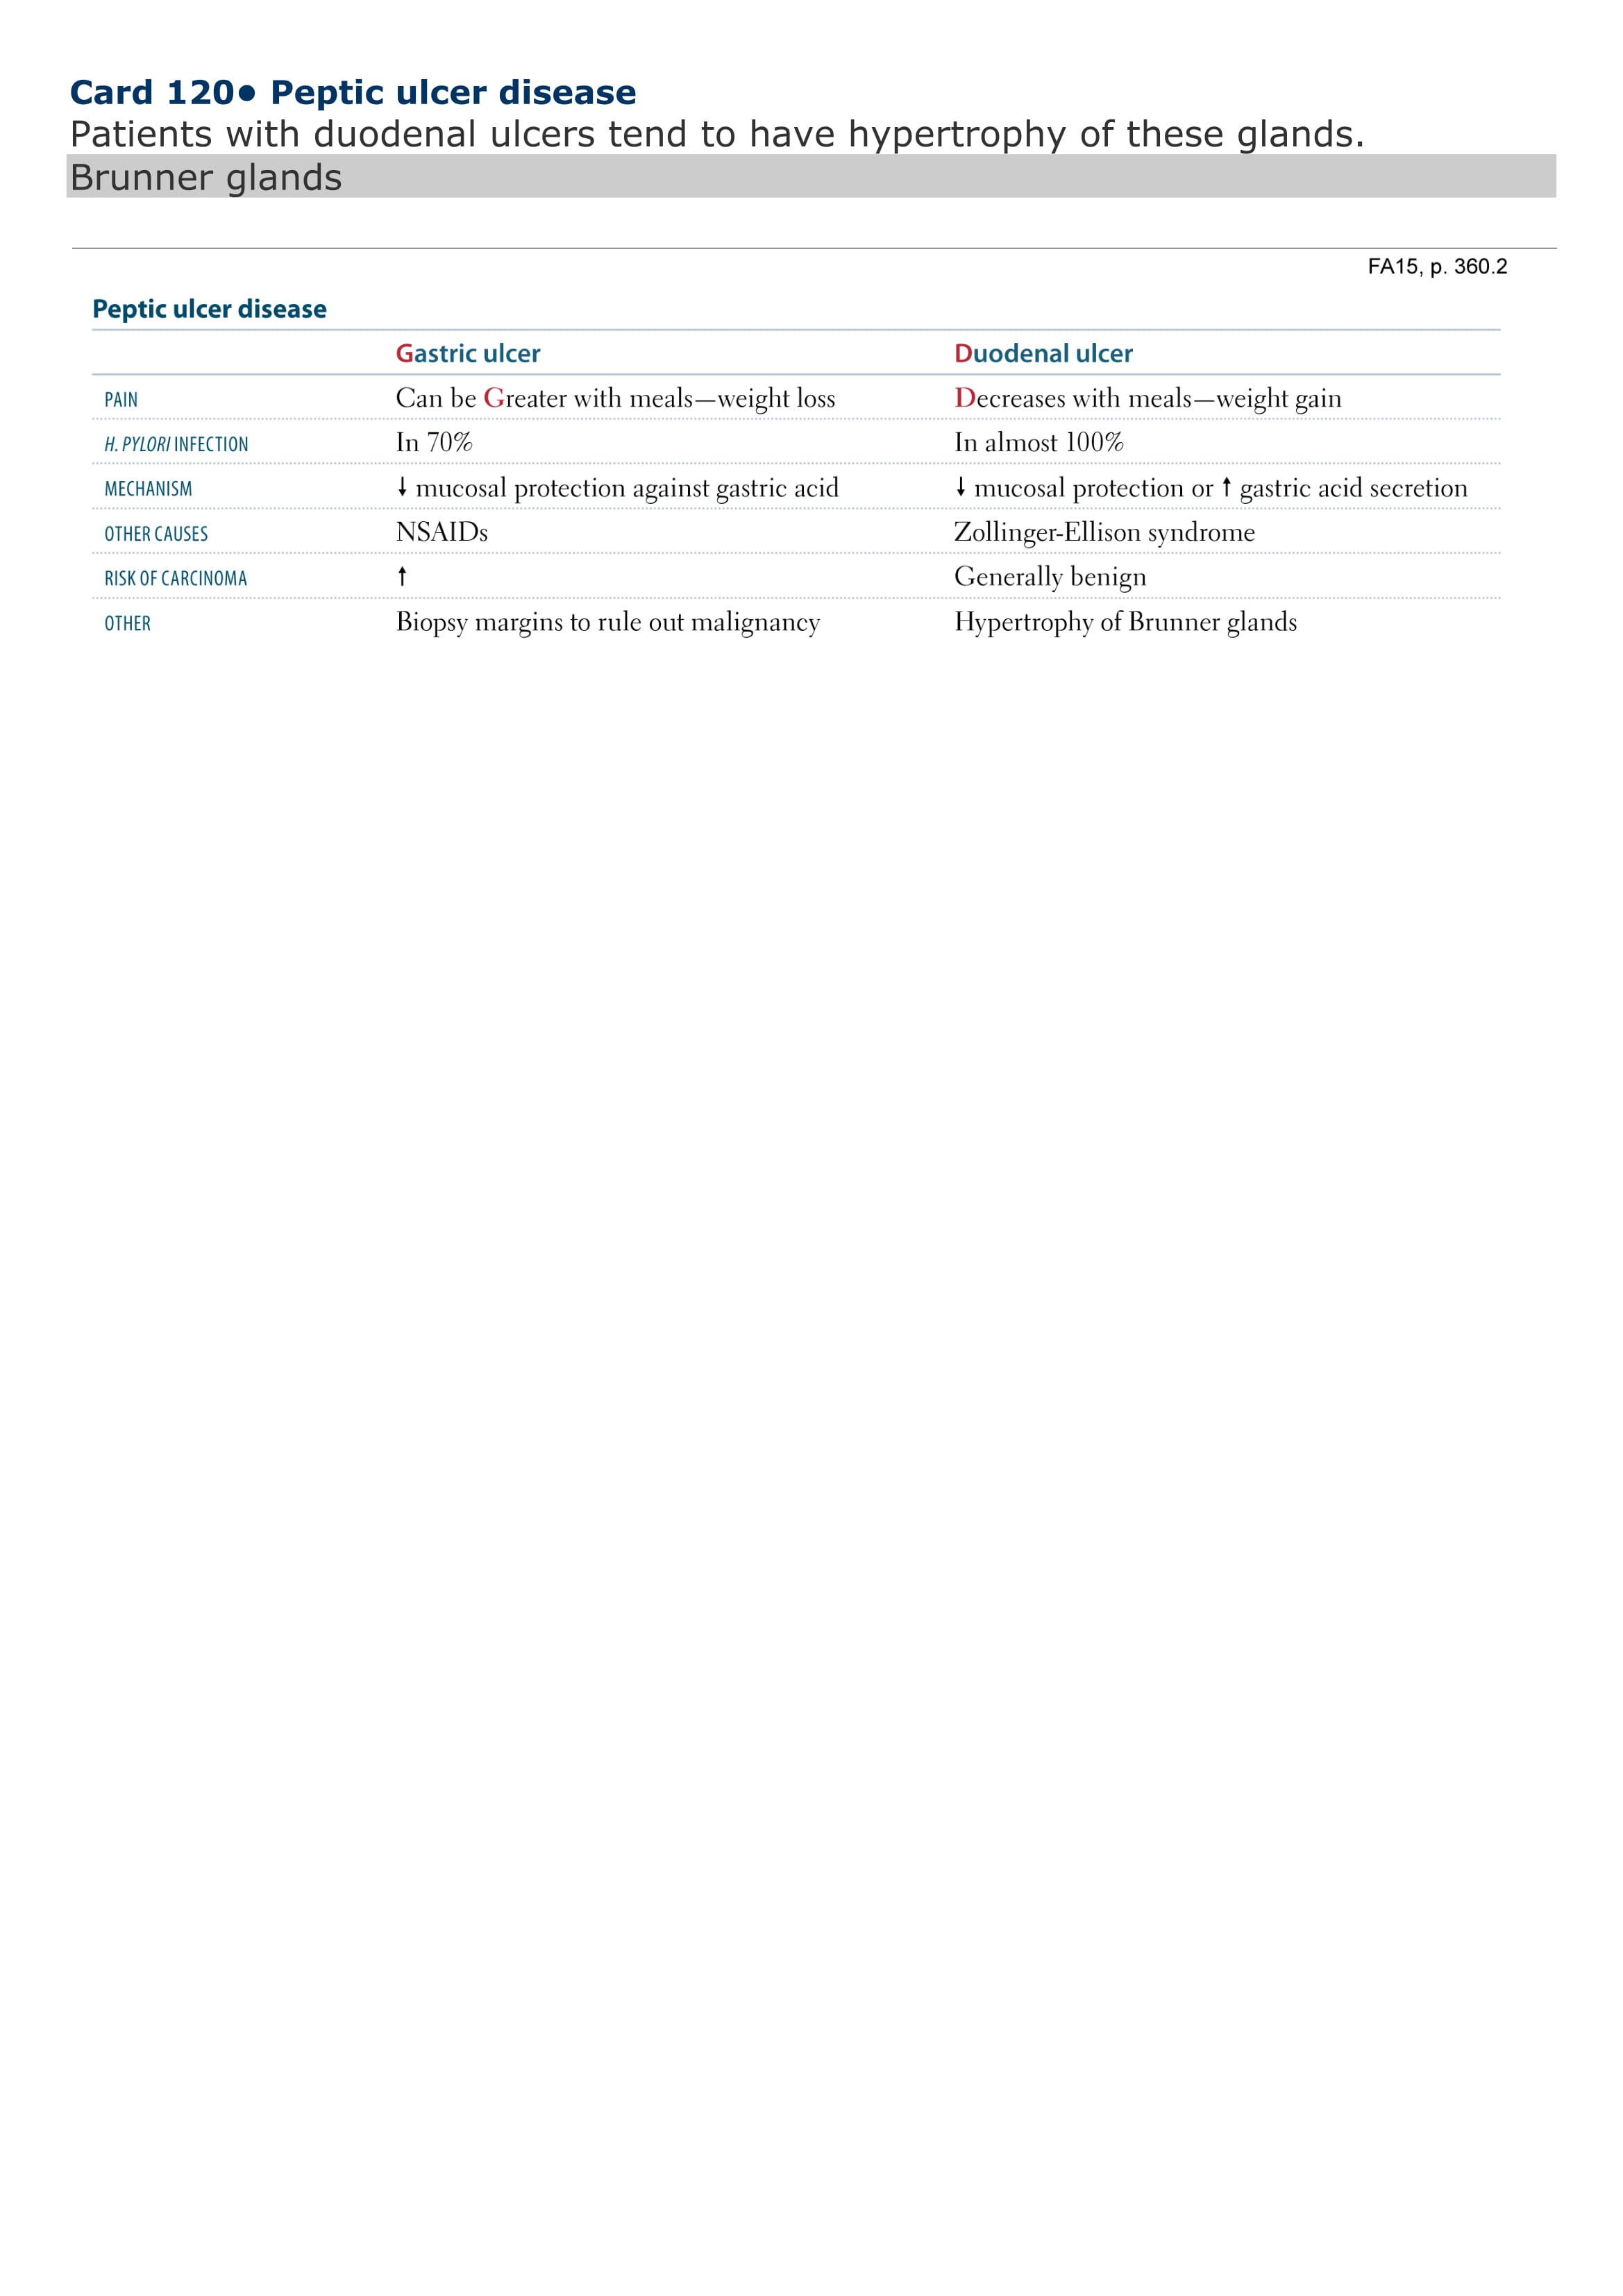 Card 120• Peptic ulcer disease
Patients with duodenal ulcers tend to have hypertrophy of these glands.
Brunner glands
FA15, p. 360.2
Peptic ulcer disease
Gastric ulcer Duodenal ulcer
PAIN Can be Greater with meals—weight loss Decreases with meals—weight gain
H. PYLORI INFECTION In 70% In almost 100%
MECHANISM ↓ mucosal protection against gastric acid ↓ mucosal protection or ↑ gastric acid secretion
OTHER CAUSES NSAIDs Zollinger-Ellison syndrome
RISK OF CARCINOMA ↑ Generally benign
OTHER Biopsy margins to rule out malignancy Hypertrophy of Brunner glands